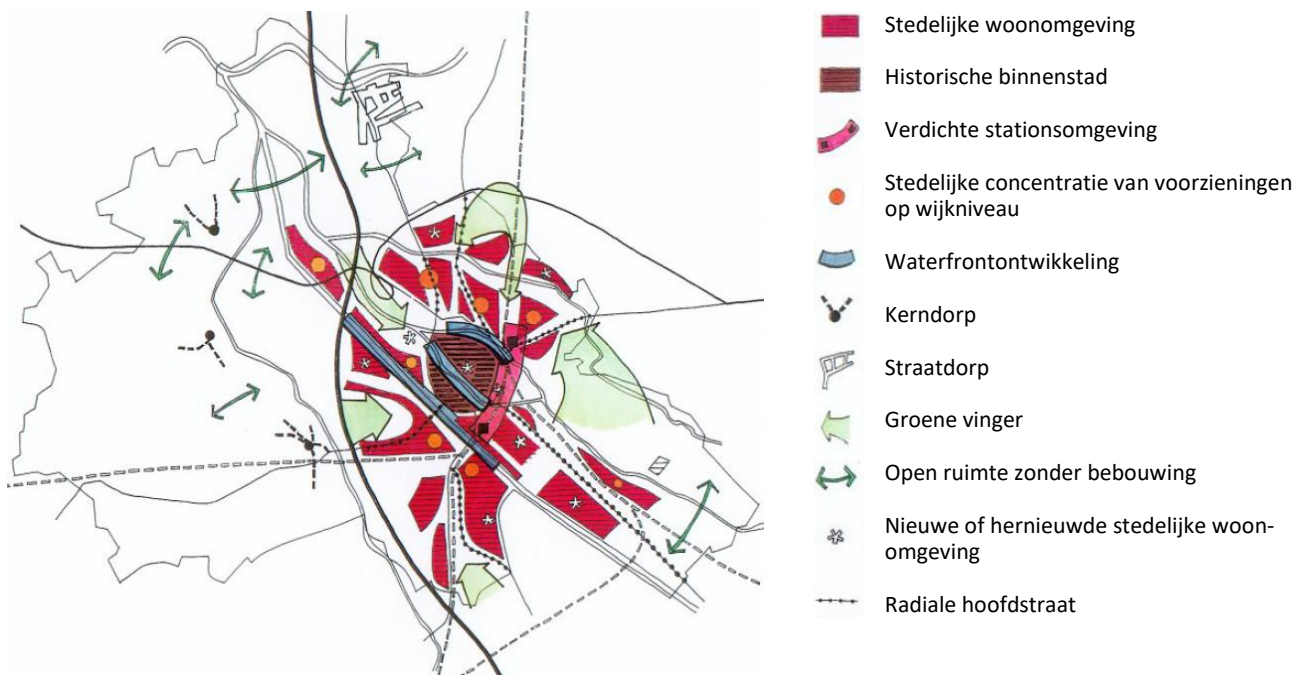 Stedelijke woonomgeving
Historische binnenstad
Verdichte stationsomgeving
Stedelijke concentratie van voorzieningen
op wijkniveau
Waterfrontontwikkeling
Kerndorp
Straatdorp
Groene vinger
Open ruimte zonder bebouwing
Nieuwe of hernieuwde stedelijke woon-
omgeving
Radiale hoofdstraat